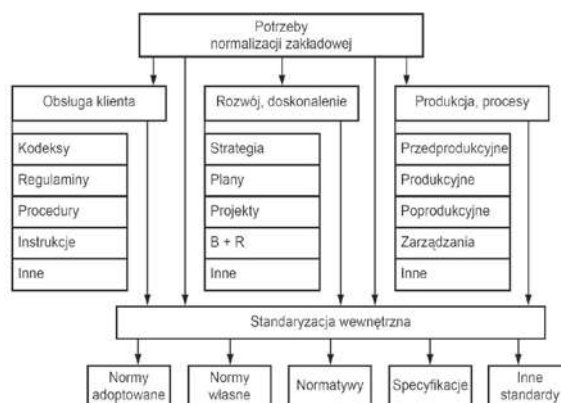 Potrzeby
normalizacji zakładowej
Obsługa klienta
Rozwój, doskonalenie
Produkcja, procesy
Kodeksy
Regulaminy
Procedury
Instrukcje
Inne
Strategia
Plany
Projekty
B + R
Inne
Przedprodukcyjne
Produkcyjne
Poprodukcyjne
Zarządzania
Inne
Standaryzacja wewnętrzna
Normy
adoptowane
Normy
własne
Normatywy
Specyfikacje
Inne
standardy